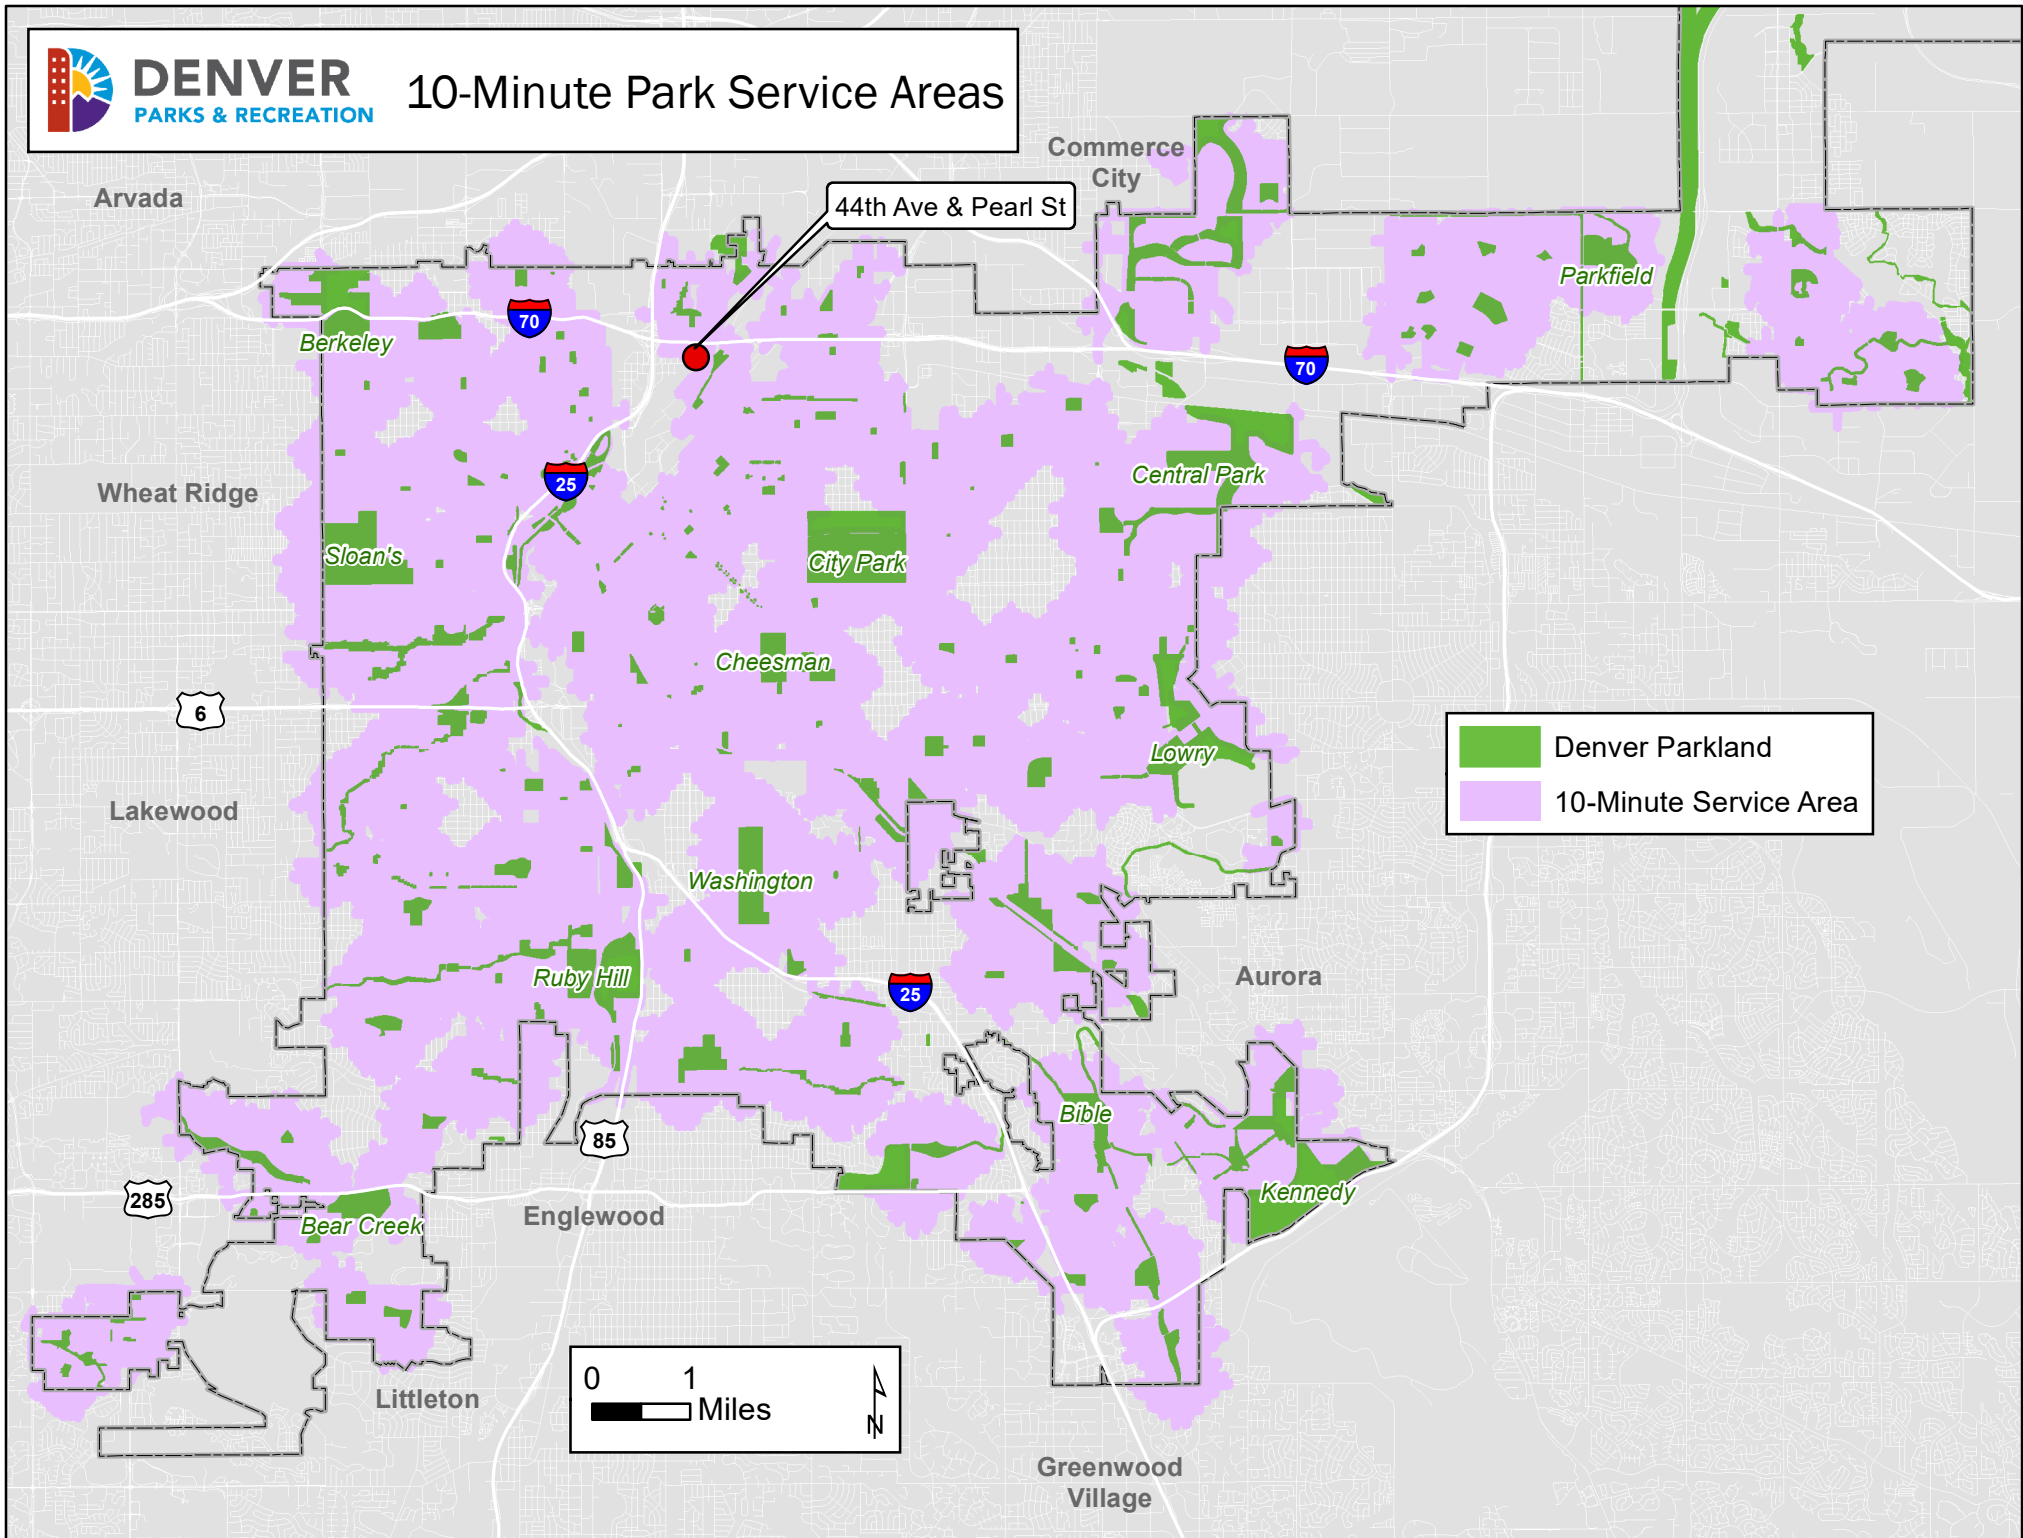 DENVER
PARKS & RECREATION
10-Minute Park Service Areas
Commerce
City
Arvada
44th Ave & Pearl St
Parkfield
70
Berkeley
70
Wheat Ridge
25
Central Park
Sloan's
City Park
Cheesman
6
Lowry
Denver Parkland
10-Minute Service Area
Lakewood
Washington
Ruby Hill
25
Aurora
Bible
85
Kennedy
285
Bear Creek
Englewood
0 1
Miles
N
Littleton
Greenwood
Village